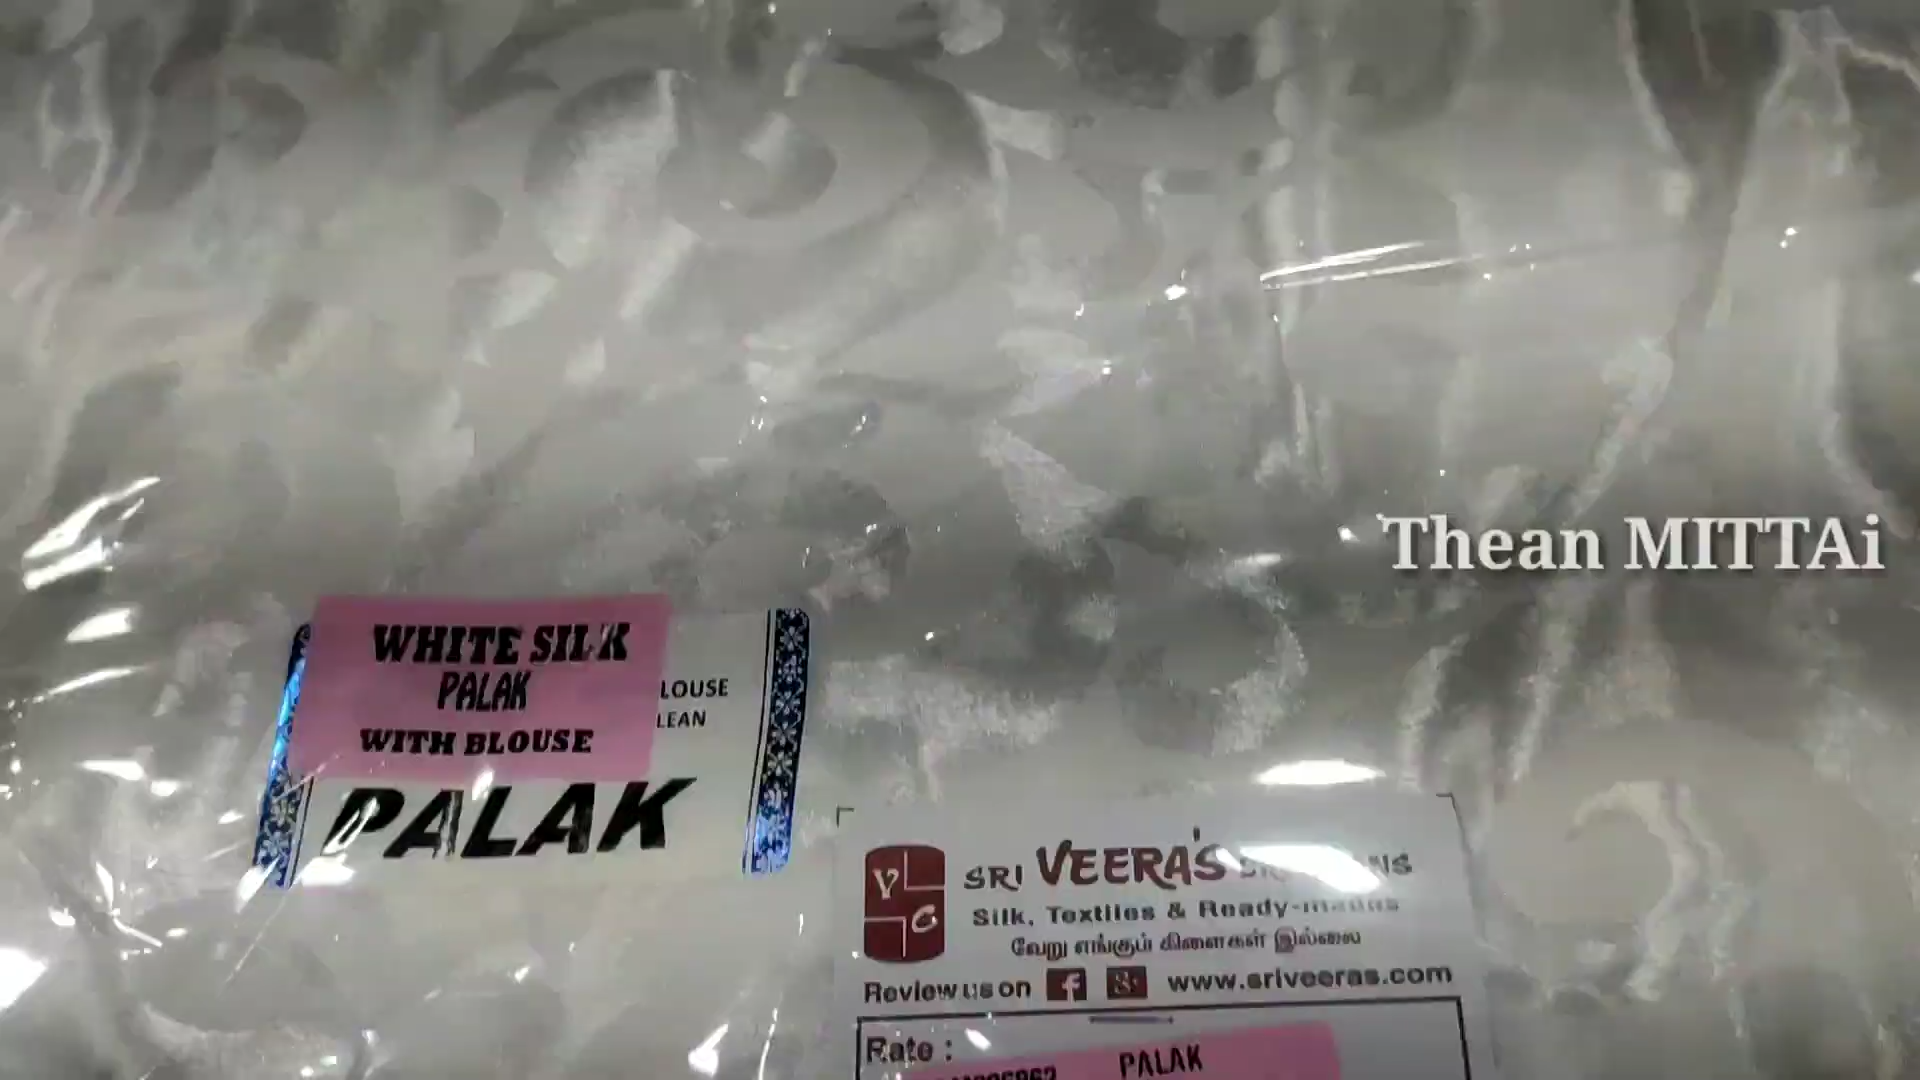 Thean MITTAi
WHITE SILK
PALAK
WITH BLOUSE
LOUSE
LEAN
PALAK
V
C
SRI VEERA'S
Silk, Textiles & Ready-mades
வேறு எங்கும் கிளைகள் இல்லை
Review us on f g+ www.sriveeras.com
Rate :
PALAK